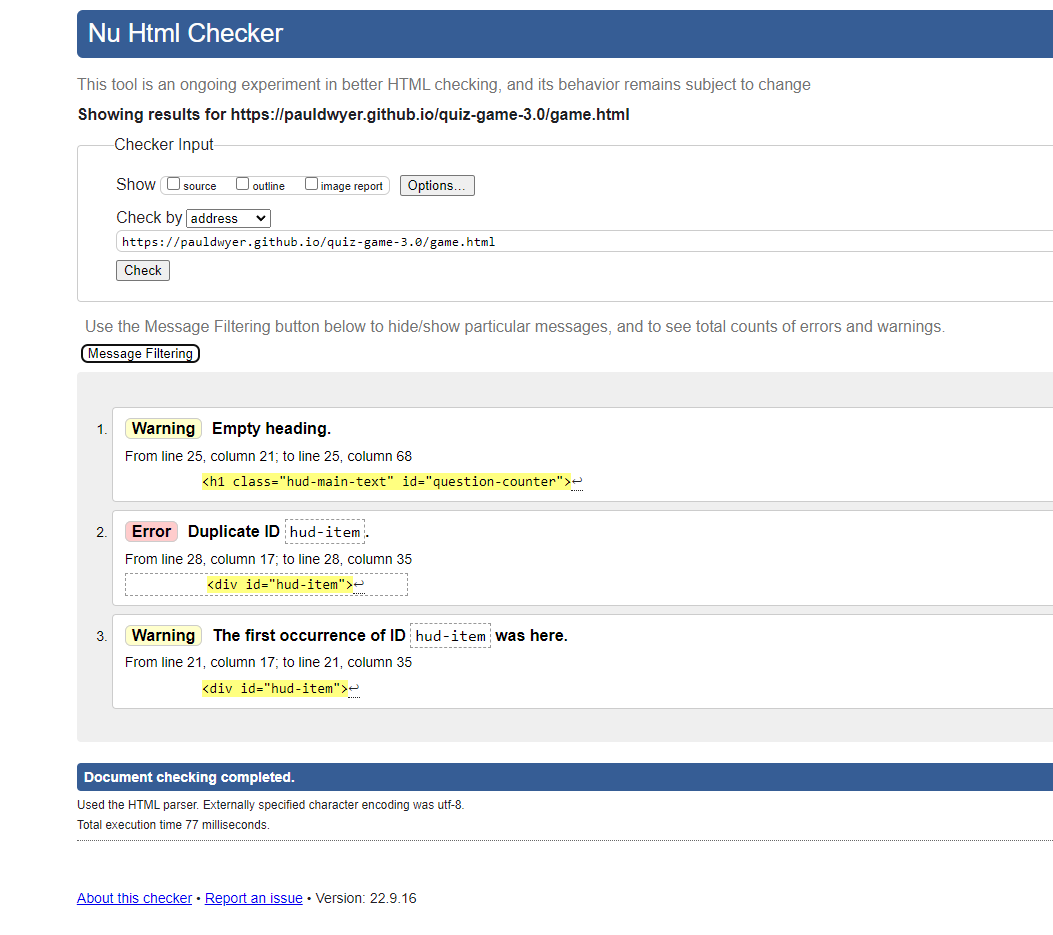 Nu Html Checker
This tool is an ongoing experiment in better HTML checking, and its behavior remains subject to change
Showing results for https://pauldwyer.github.io/quiz-game-3.0/game.html
Checker Input
Show source outline image report Options...
Check by address
https://pauldwyer.github.io/quiz-game-3.0/game.html
Check
Use the Message Filtering button below to hide/show particular messages, and to see total counts of errors and warnings.
Message Filtering
1. Warning Empty heading.
From line 25, column 21; to line 25, column 68
<h1 class="hud-main-text" id="question-counter">↩
2. Error Duplicate ID hud-item.
From line 28, column 17; to line 28, column 35
<div id="hud-item">↩
3. Warning The first occurrence of ID hud-item was here.
From line 21, column 17; to line 21, column 35
<div id="hud-item">↩
Document checking completed.
Used the HTML parser. Externally specified character encoding was utf-8.
Total execution time 77 milliseconds.
About this checker • Report an issue • Version: 22.9.16